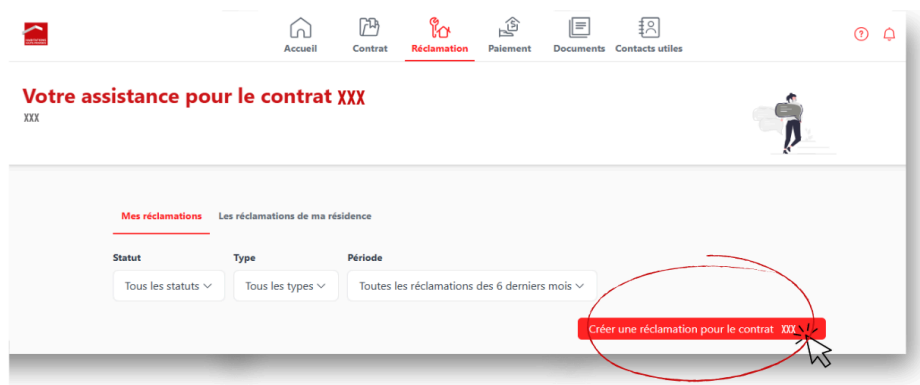 Accueil
Contrat
Réclamation
Paiement
Documents
Contacts utiles
Votre assistance pour le contrat XXX
XXX
Mes réclamations
Les réclamations de ma résidence
Statut
Type
Période
Tous les statuts
Tous les types
Toutes les réclamations des 6 derniers mois
Créer une réclamation pour le contrat XXX